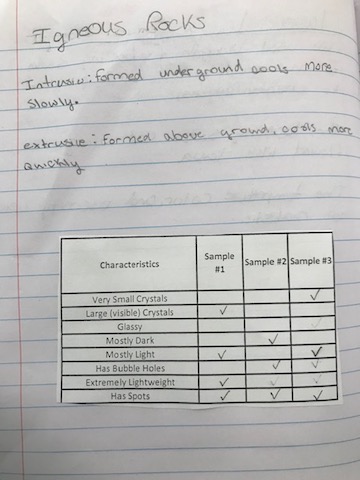 Igneous Rocks
Intrusive: formed underground cools more
slowly.
extrusive: formed above ground, cools more
quickly
Characteristics Sample #1 Sample #2 Sample #3
Very Small Crystals ✓
Large (visible) Crystals ✓
Glassy
Mostly Dark ✓
Mostly Light ✓ ✓
Has Bubble Holes ✓ ✓
Extremely Lightweight ✓ ✓ ✓
Has Spots ✓ ✓ ✓